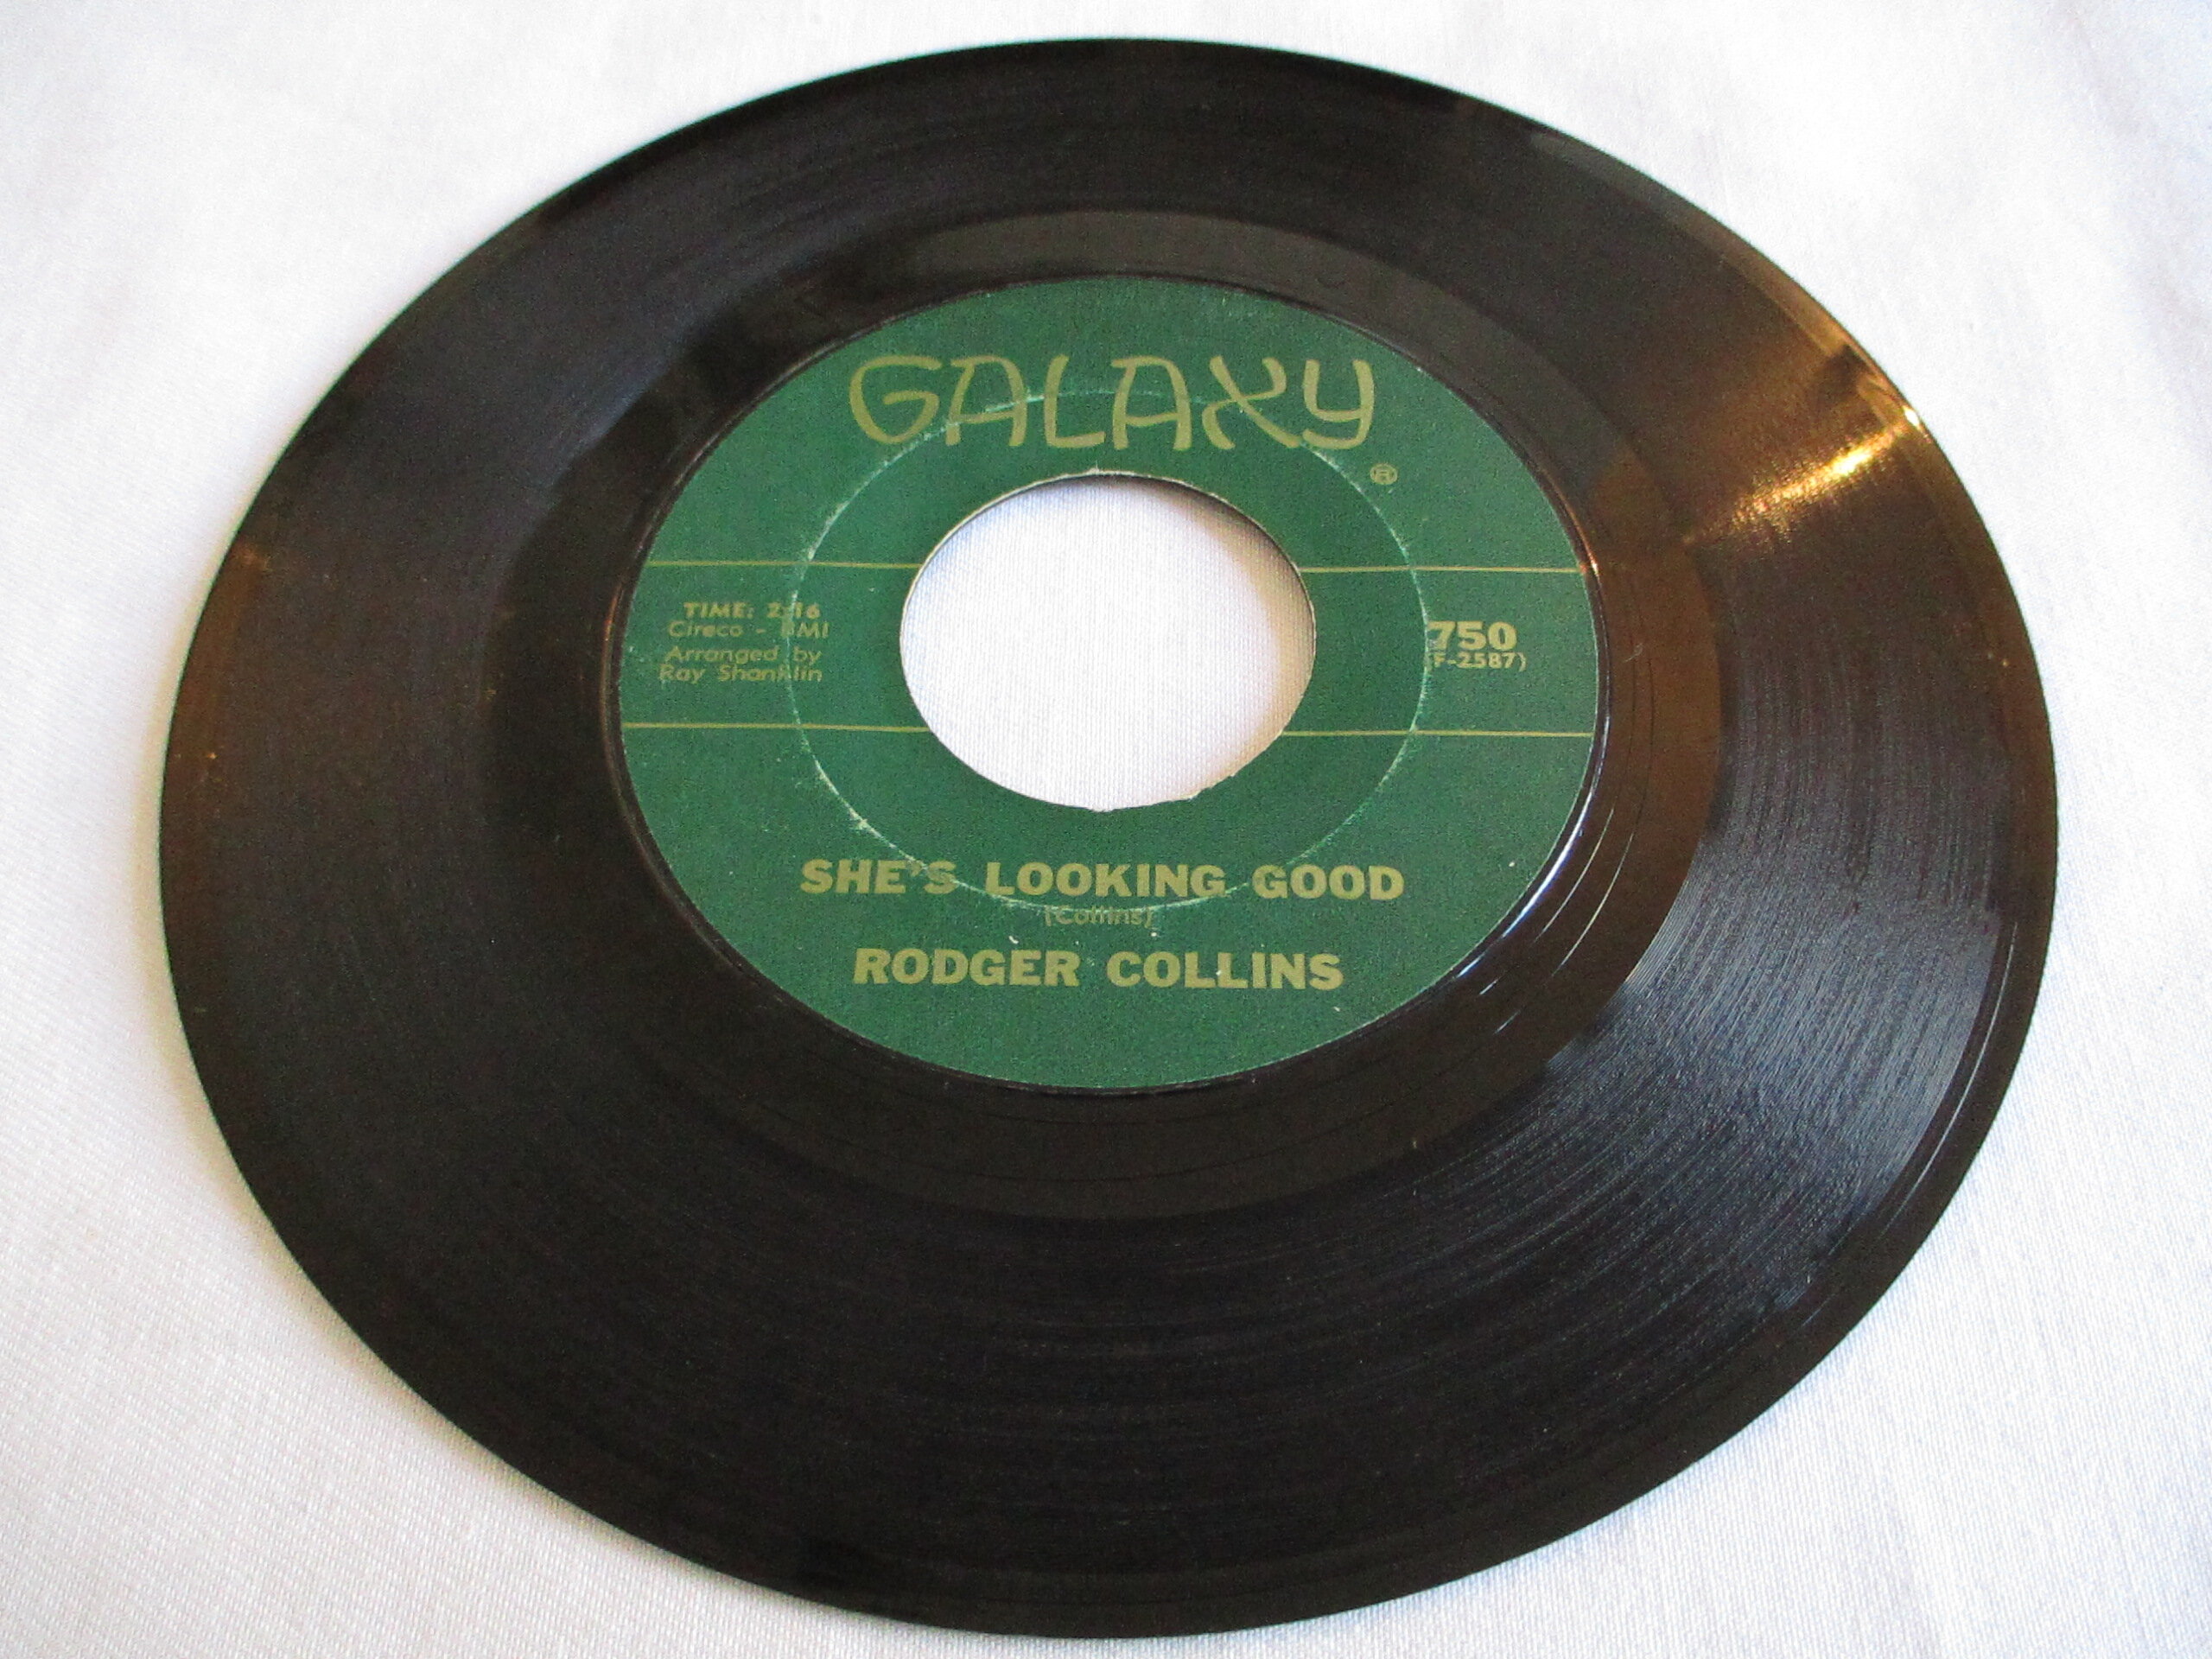 GALAXY
®
TIME: 2:16
Cireco - BMI
Arranged by
Ray Shanklin
750
(F-2587)
SHE'S LOOKING GOOD
(Collins)
RODGER COLLINS